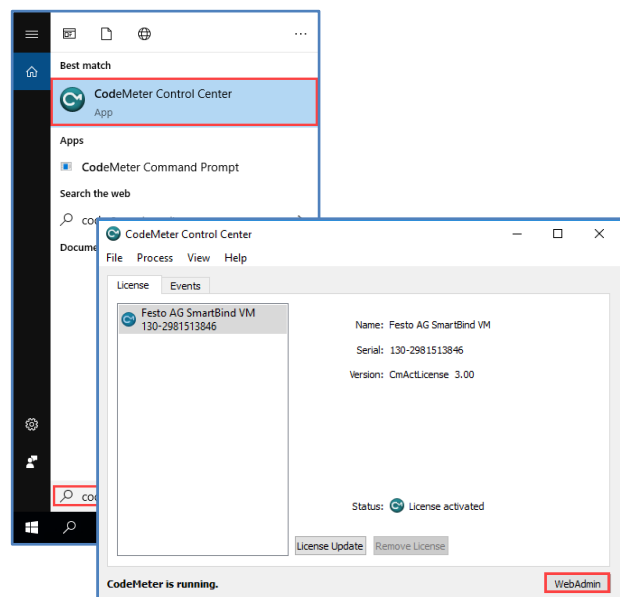 ...
Best match
CodeMeter Control Center
App
Apps
CodeMeter Command Prompt
Search the web
CodeMeter Control Center
File Process View Help
License Events
Festo AG SmartBind VM
130-2981513846
Name: Festo AG SmartBind VM
Serial: 130-2981513846
Version: CmActLicense 3.00
Status: License activated
License Update Remove License
CodeMeter is running.
WebAdmin